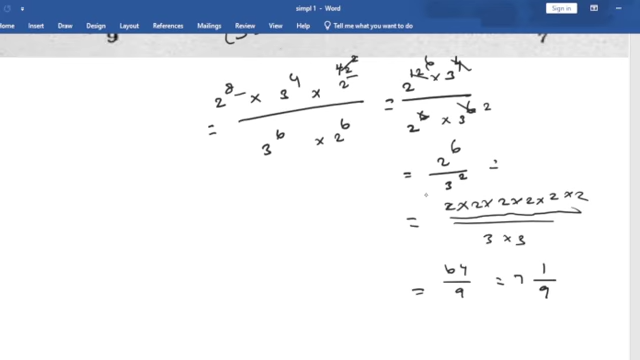 simpl 1 - Word
Sign in
File Home Insert Design Layout References Mailings Review View Help Tell me what you want to do
= 2^8 × 3^4 × 2^4 / 3^6 × 2^6 = 2^12 × 3^4 / 2^6 × 3^6 2
= 2^6 / 3^2 =
= 2 × 2 × 2 × 2 × 2 × 2 / 3 × 3
= 64 / 9 = 7 1/9